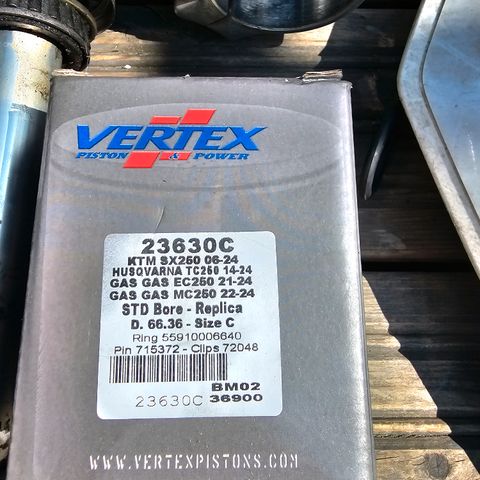 VERTEX
PISTON & POWER
23630C
KTM SX250 06-24
HUSQVARNA TC250 14-24
GAS GAS EC250 21-24
GAS GAS MC250 22-24
STD Bore - Replica
D. 66.36 - Size C
Ring 55910006640
Pin 715372 - Clips 72048
BM02
23630C 36900
WWW.VERTEXPISTONS.COM